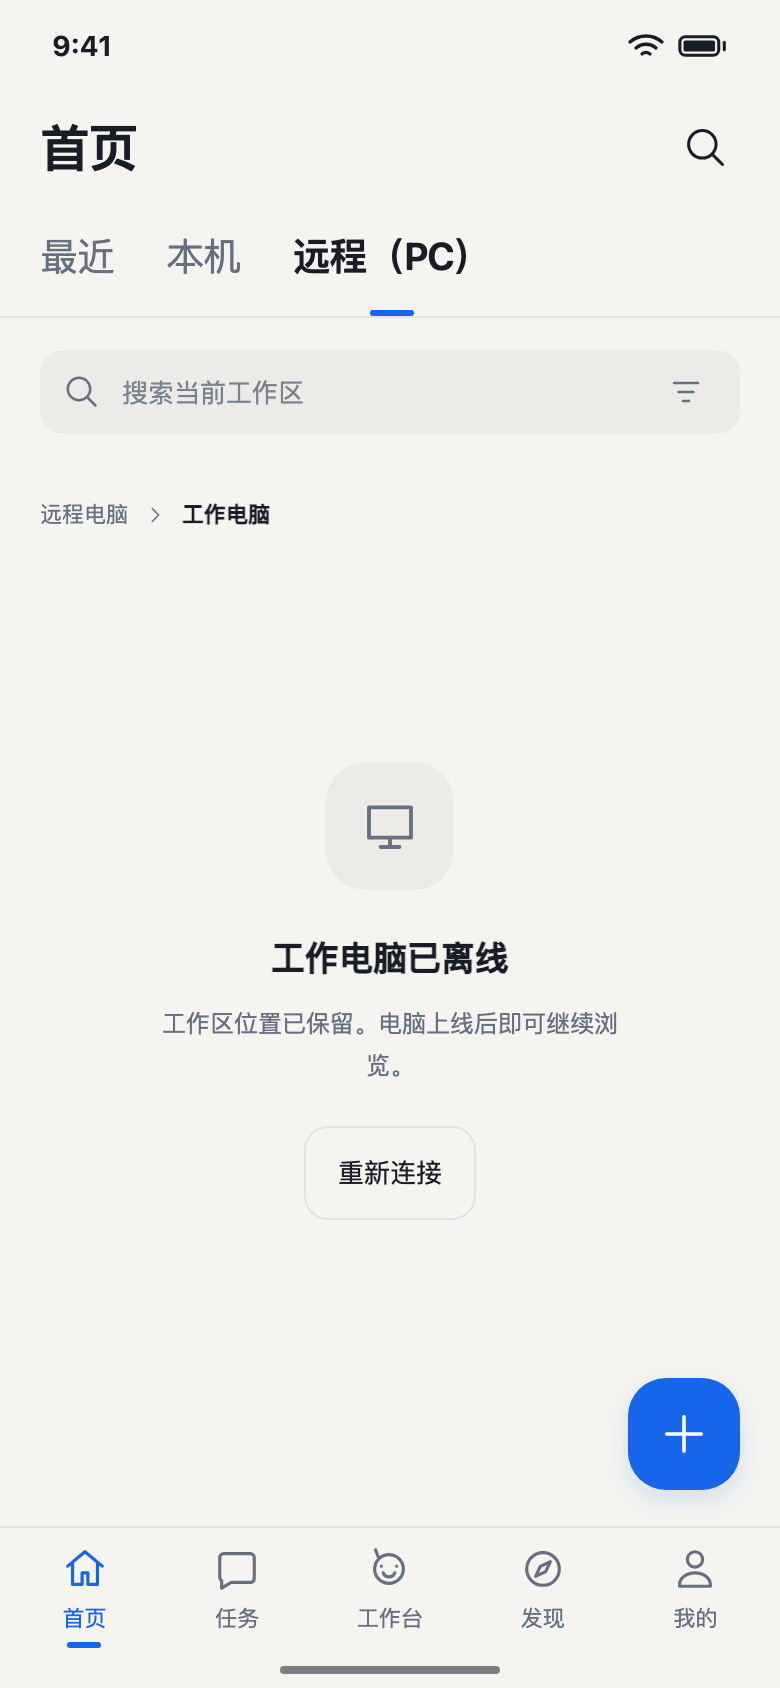 9:41
首页
最近 本机 远程（PC）
搜索当前工作区
远程电脑 > 工作电脑
工作电脑已离线
工作区位置已保留。电脑上线后即可继续浏
览。
重新连接
首页 任务 工作台 发现 我的